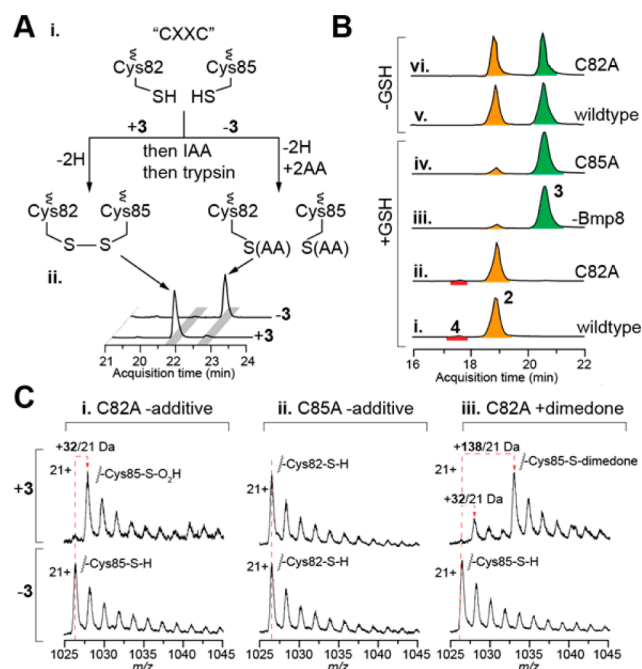 A i. "CXXC"
Cys82 Cys85
SH HS
+3 -3
-2H then IAA -2H
then trypsin +2AA
Cys82 Cys85 Cys82 Cys85
S—S S(AA) S(AA)
ii.
-3
+3
21 22 23 24
Acquisition time (min)
B
-GSH
vi. C82A
v. wildtype
+GSH
iv. C85A
3
iii. -Bmp8
ii. C82A
2
i. 4 wildtype
16 18 20 22
Acquisition time (min)
C i. C82A -additive ii. C85A -additive iii. C82A +dimedone
+3
+32/21 Da
21+ -Cys85-S-O2H
21+ -Cys82-S-H
+138/21 Da
21+ -Cys85-S-dimedone
+32/21 Da
-3
21+ -Cys85-S-H
21+ -Cys82-S-H
21+ -Cys85-S-H
1025 1030 1035 1040 1045
m/z
1025 1030 1035 1040 1045
m/z
1025 1030 1035 1040 1045
m/z